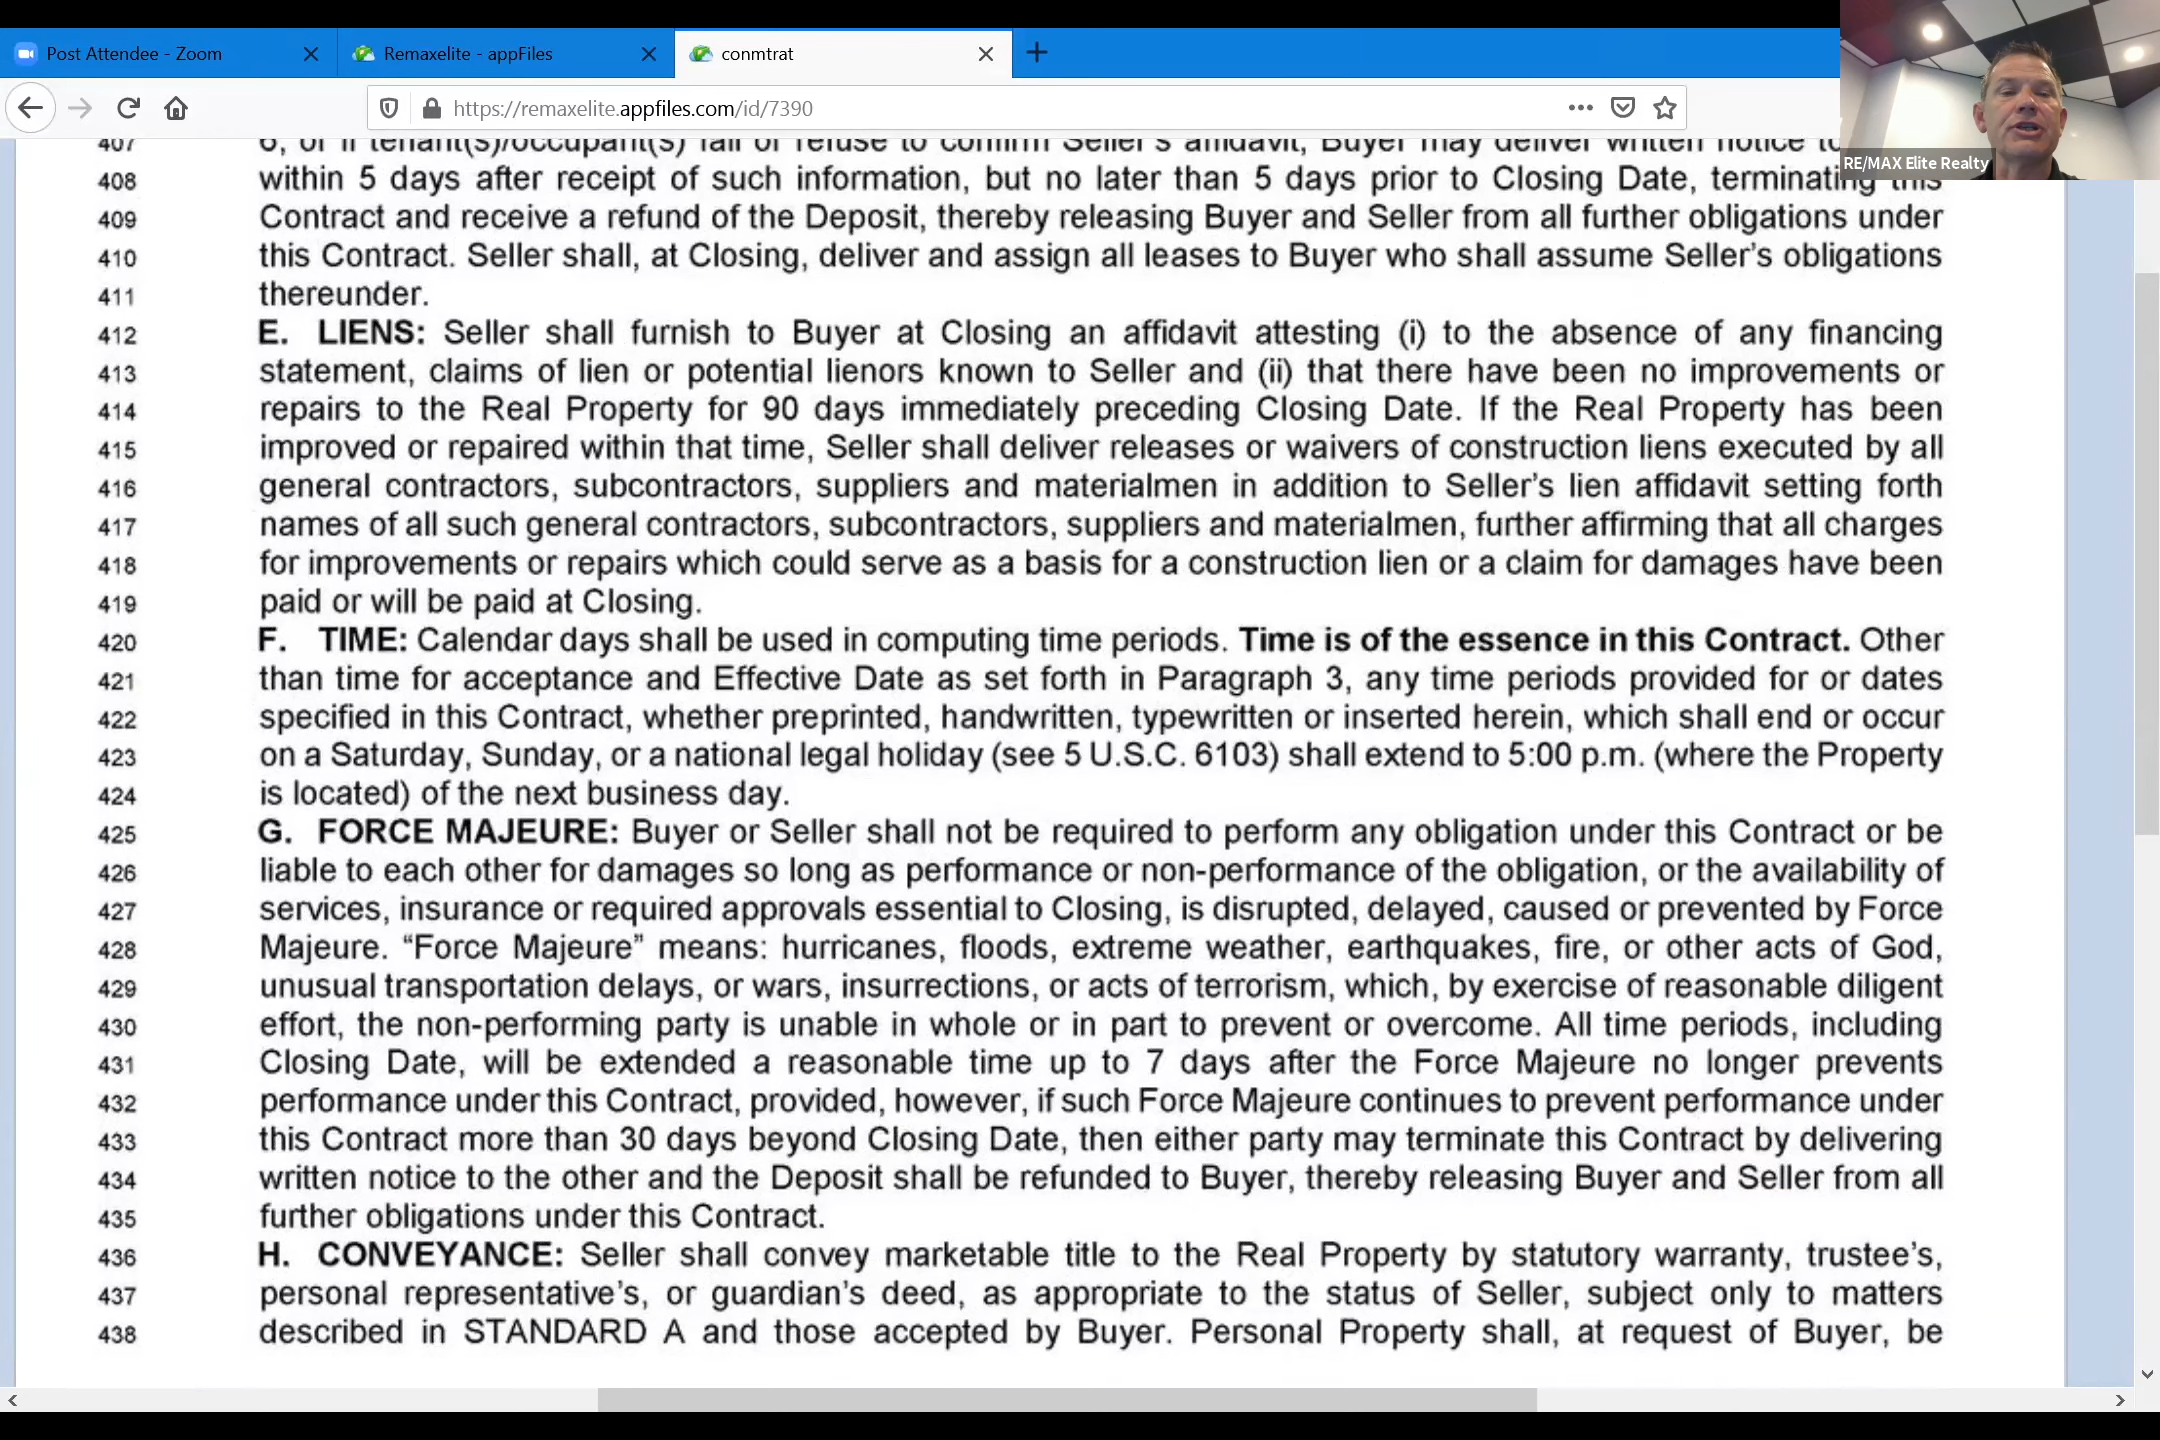 Post Attendee - Zoom
Remaxelite - appFiles
conmtrat
https://remaxelite.appfiles.com/id/7390
RE/MAX Elite Realty
407 6, or if tenant(s)/occupant(s) fail or refuse to confirm Seller's affidavit, Buyer may deliver written notice to
408 within 5 days after receipt of such information, but no later than 5 days prior to Closing Date, terminating this
409 Contract and receive a refund of the Deposit, thereby releasing Buyer and Seller from all further obligations under
410 this Contract. Seller shall, at Closing, deliver and assign all leases to Buyer who shall assume Seller's obligations
411 thereunder.
412 E. LIENS: Seller shall furnish to Buyer at Closing an affidavit attesting (i) to the absence of any financing
413 statement, claims of lien or potential lienors known to Seller and (ii) that there have been no improvements or
414 repairs to the Real Property for 90 days immediately preceding Closing Date. If the Real Property has been
415 improved or repaired within that time, Seller shall deliver releases or waivers of construction liens executed by all
416 general contractors, subcontractors, suppliers and materialmen in addition to Seller's lien affidavit setting forth
417 names of all such general contractors, subcontractors, suppliers and materialmen, further affirming that all charges
418 for improvements or repairs which could serve as a basis for a construction lien or a claim for damages have been
419 paid or will be paid at Closing.
420 F. TIME: Calendar days shall be used in computing time periods. Time is of the essence in this Contract. Other
421 than time for acceptance and Effective Date as set forth in Paragraph 3, any time periods provided for or dates
422 specified in this Contract, whether preprinted, handwritten, typewritten or inserted herein, which shall end or occur
423 on a Saturday, Sunday, or a national legal holiday (see 5 U.S.C. 6103) shall extend to 5:00 p.m. (where the Property
424 is located) of the next business day.
425 G. FORCE MAJEURE: Buyer or Seller shall not be required to perform any obligation under this Contract or be
426 liable to each other for damages so long as performance or non-performance of the obligation, or the availability of
427 services, insurance or required approvals essential to Closing, is disrupted, delayed, caused or prevented by Force
428 Majeure. “Force Majeure” means: hurricanes, floods, extreme weather, earthquakes, fire, or other acts of God,
429 unusual transportation delays, or wars, insurrections, or acts of terrorism, which, by exercise of reasonable diligent
430 effort, the non-performing party is unable in whole or in part to prevent or overcome. All time periods, including
431 Closing Date, will be extended a reasonable time up to 7 days after the Force Majeure no longer prevents
432 performance under this Contract, provided, however, if such Force Majeure continues to prevent performance under
433 this Contract more than 30 days beyond Closing Date, then either party may terminate this Contract by delivering
434 written notice to the other and the Deposit shall be refunded to Buyer, thereby releasing Buyer and Seller from all
435 further obligations under this Contract.
436 H. CONVEYANCE: Seller shall convey marketable title to the Real Property by statutory warranty, trustee's,
437 personal representative's, or guardian's deed, as appropriate to the status of Seller, subject only to matters
438 described in STANDARD A and those accepted by Buyer. Personal Property shall, at request of Buyer, be